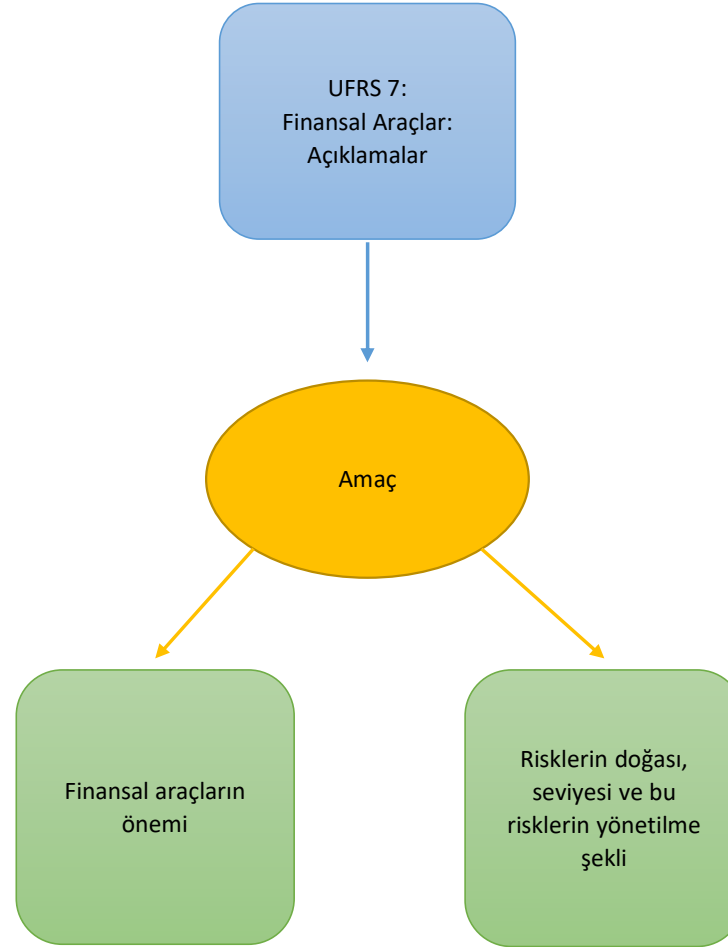 UFRS 7:
Finansal Araçlar:
Açıklamalar
Amaç
Finansal araçların
önemi
Risklerin doğası,
seviyesi ve bu
risklerin yönetilme
şekli